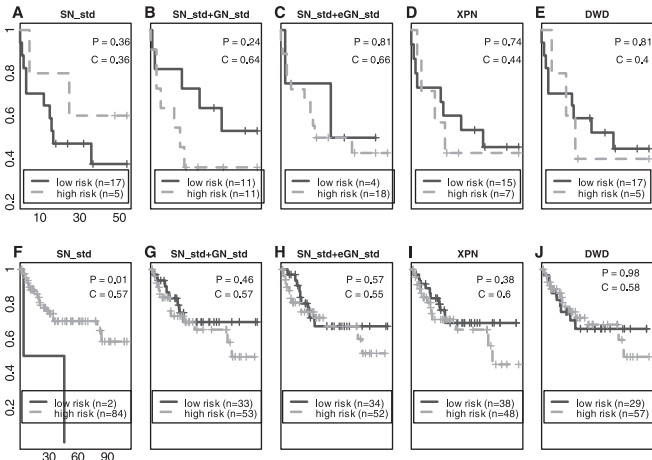 A SN_std
B SN_std+GN_std
C SN_std+eGN_std
D XPN
E DWD
1
0.8
0.6
0.4
0.2
P = 0.36
C = 0.36
P = 0.24
C = 0.64
P = 0.81
C = 0.66
P = 0.74
C = 0.44
P = 0.81
C = 0.4
low risk (n=17)
high risk (n=5)
low risk (n=11)
high risk (n=11)
low risk (n=4)
high risk (n=18)
low risk (n=15)
high risk (n=7)
low risk (n=17)
high risk (n=5)
10 30 50
F SN_std
G SN_std+GN_std
H SN_std+eGN_std
I XPN
J DWD
1
0.8
0.6
0.4
0.2
P = 0.01
C = 0.57
P = 0.46
C = 0.57
P = 0.57
C = 0.55
P = 0.38
C = 0.6
P = 0.98
C = 0.58
low risk (n=2)
high risk (n=84)
low risk (n=33)
high risk (n=53)
low risk (n=34)
high risk (n=52)
low risk (n=38)
high risk (n=48)
low risk (n=29)
high risk (n=57)
30 60 90